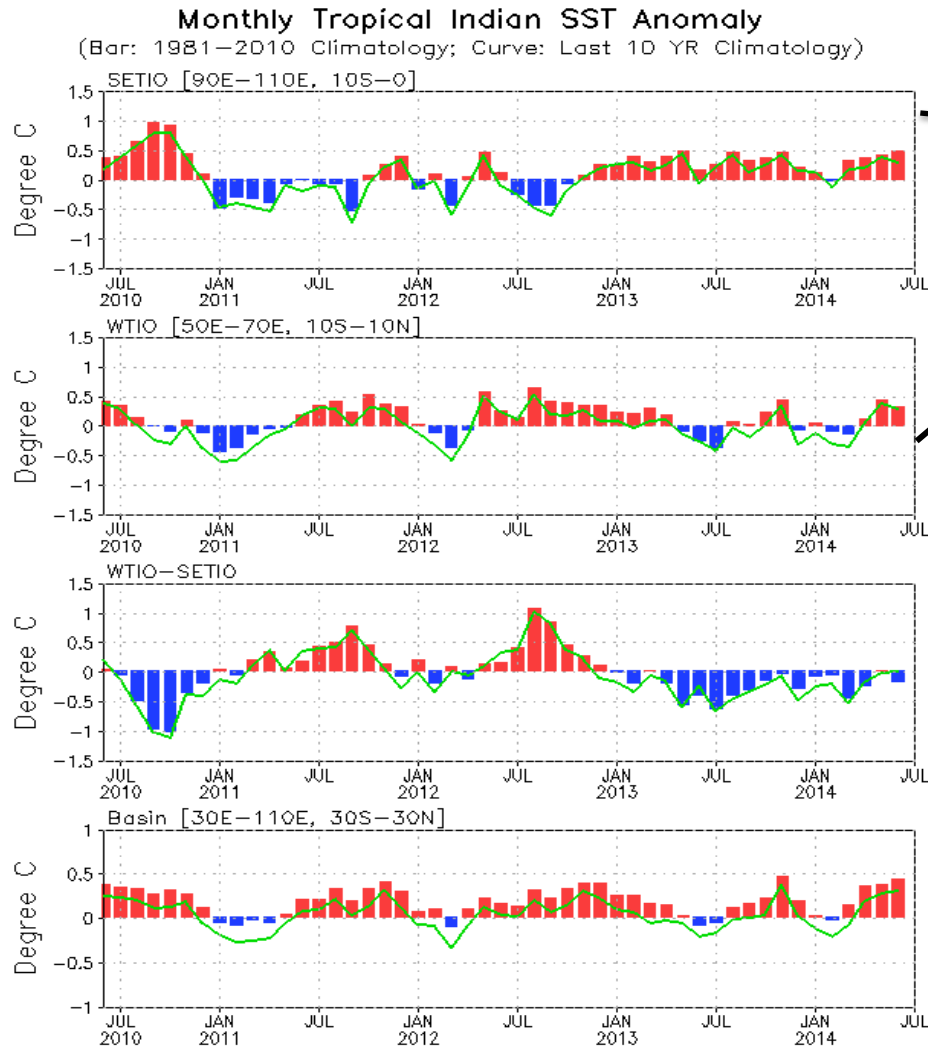 Monthly Tropical Indian SST Anomaly
(Bar: 1981-2010 Climatology; Curve: Last 10 YR Climatology)
SETIO [90E-110E, 10S-0]
Degree C
1.5
1
0.5
0
-0.5
-1
-1.5
JUL JAN JUL JAN JUL JAN JUL JAN JUL
2010 2011 2012 2013 2014
WTIO [50E-70E, 10S-10N]
Degree C
1.5
1
0.5
0
-0.5
-1
-1.5
JUL JAN JUL JAN JUL JAN JUL JAN JUL
2010 2011 2012 2013 2014
WTIO-SETIO
Degree C
1.5
1
0.5
0
-0.5
-1
-1.5
JUL JAN JUL JAN JUL JAN JUL JAN JUL
2010 2011 2012 2013 2014
Basin [30E-110E, 30S-30N]
Degree C
1
0.5
0
-0.5
-1
JUL JAN JUL JAN JUL JAN JUL JAN JUL
2010 2011 2012 2013 2014